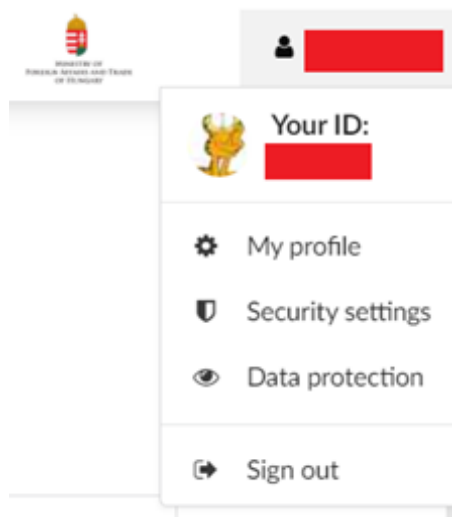 MINISTRY OF
FOREIGN AFFAIRS AND TRADE
OF HUNGARY
Your ID:
My profile
Security settings
Data protection
Sign out